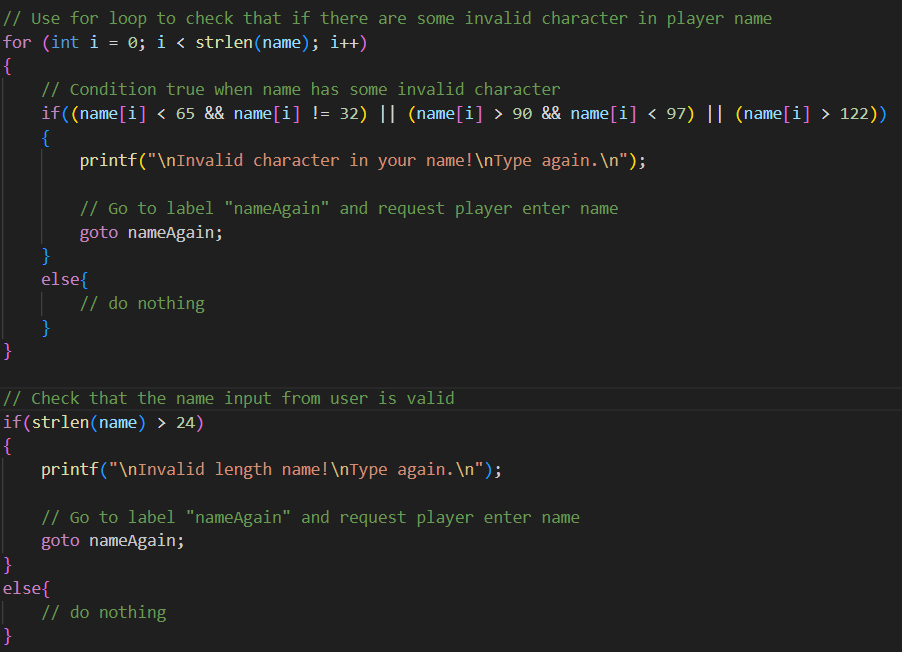 // Use for loop to check that if there are some invalid character in player name
for (int i = 0; i < strlen(name); i++)
{
    // Condition true when name has some invalid character
    if((name[i] < 65 && name[i] != 32) || (name[i] > 90 && name[i] < 97) || (name[i] > 122))
    {
        printf("\nInvalid character in your name!\nType again.\n");

        // Go to label "nameAgain" and request player enter name
        goto nameAgain;
    }
    else{
        // do nothing
    }
}

// Check that the name input from user is valid
if(strlen(name) > 24)
{
    printf("\nInvalid length name!\nType again.\n");

    // Go to label "nameAgain" and request player enter name
    goto nameAgain;
}
else{
    // do nothing
}